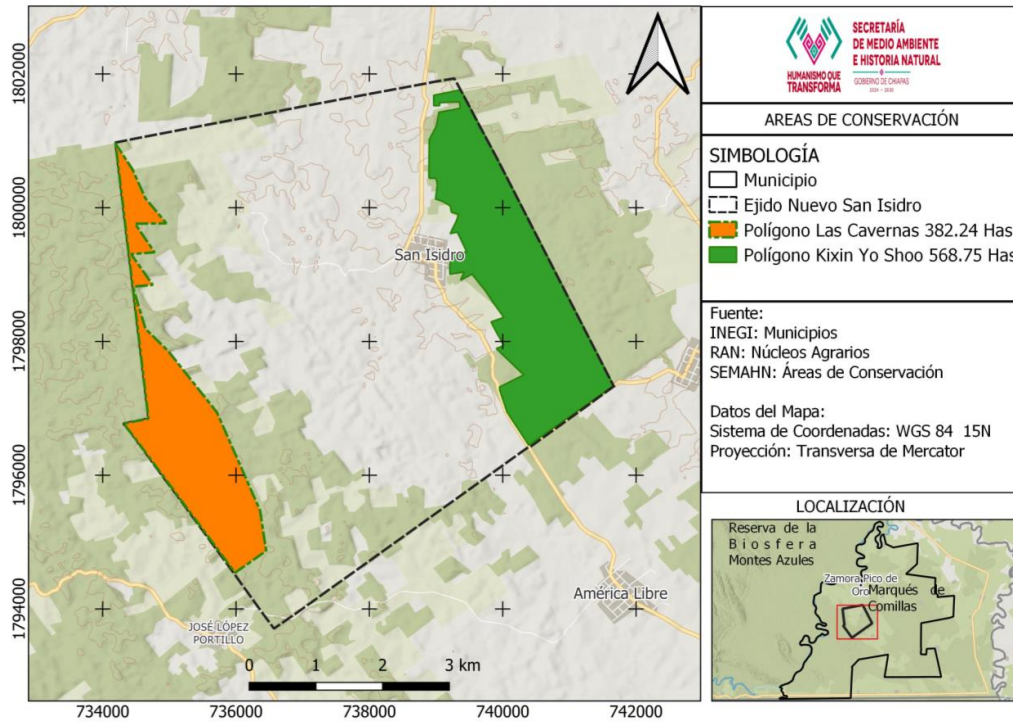 1802000
1800000
1798000
1796000
1794000
734000
736000
738000
740000
742000
San Isidro
América Libre
JOSÉ LÓPEZ
PORTILLO
0 1 2 3 km
HUMANISMO QUE
TRANSFORMA
SECRETARÍA
DE MEDIO AMBIENTE
E HISTORIA NATURAL
GOBIERNO DE CHIAPAS
2024 – 2030
AREAS DE CONSERVACIÓN
SIMBOLOGÍA
Municipio
Ejido Nuevo San Isidro
Polígono Las Cavernas 382.24 Has
Polígono Kixin Yo Shoo 568.75 Has
Fuente:
INEGI: Municipios
RAN: Núcleos Agrarios
SEMAHN: Áreas de Conservación
Datos del Mapa:
Sistema de Coordenadas: WGS 84 15N
Proyección: Transversa de Mercator
LOCALIZACIÓN
Reserva de la
Biosfera
Montes Azules
Zamora Pico de
Oro
Marqués de
Comillas